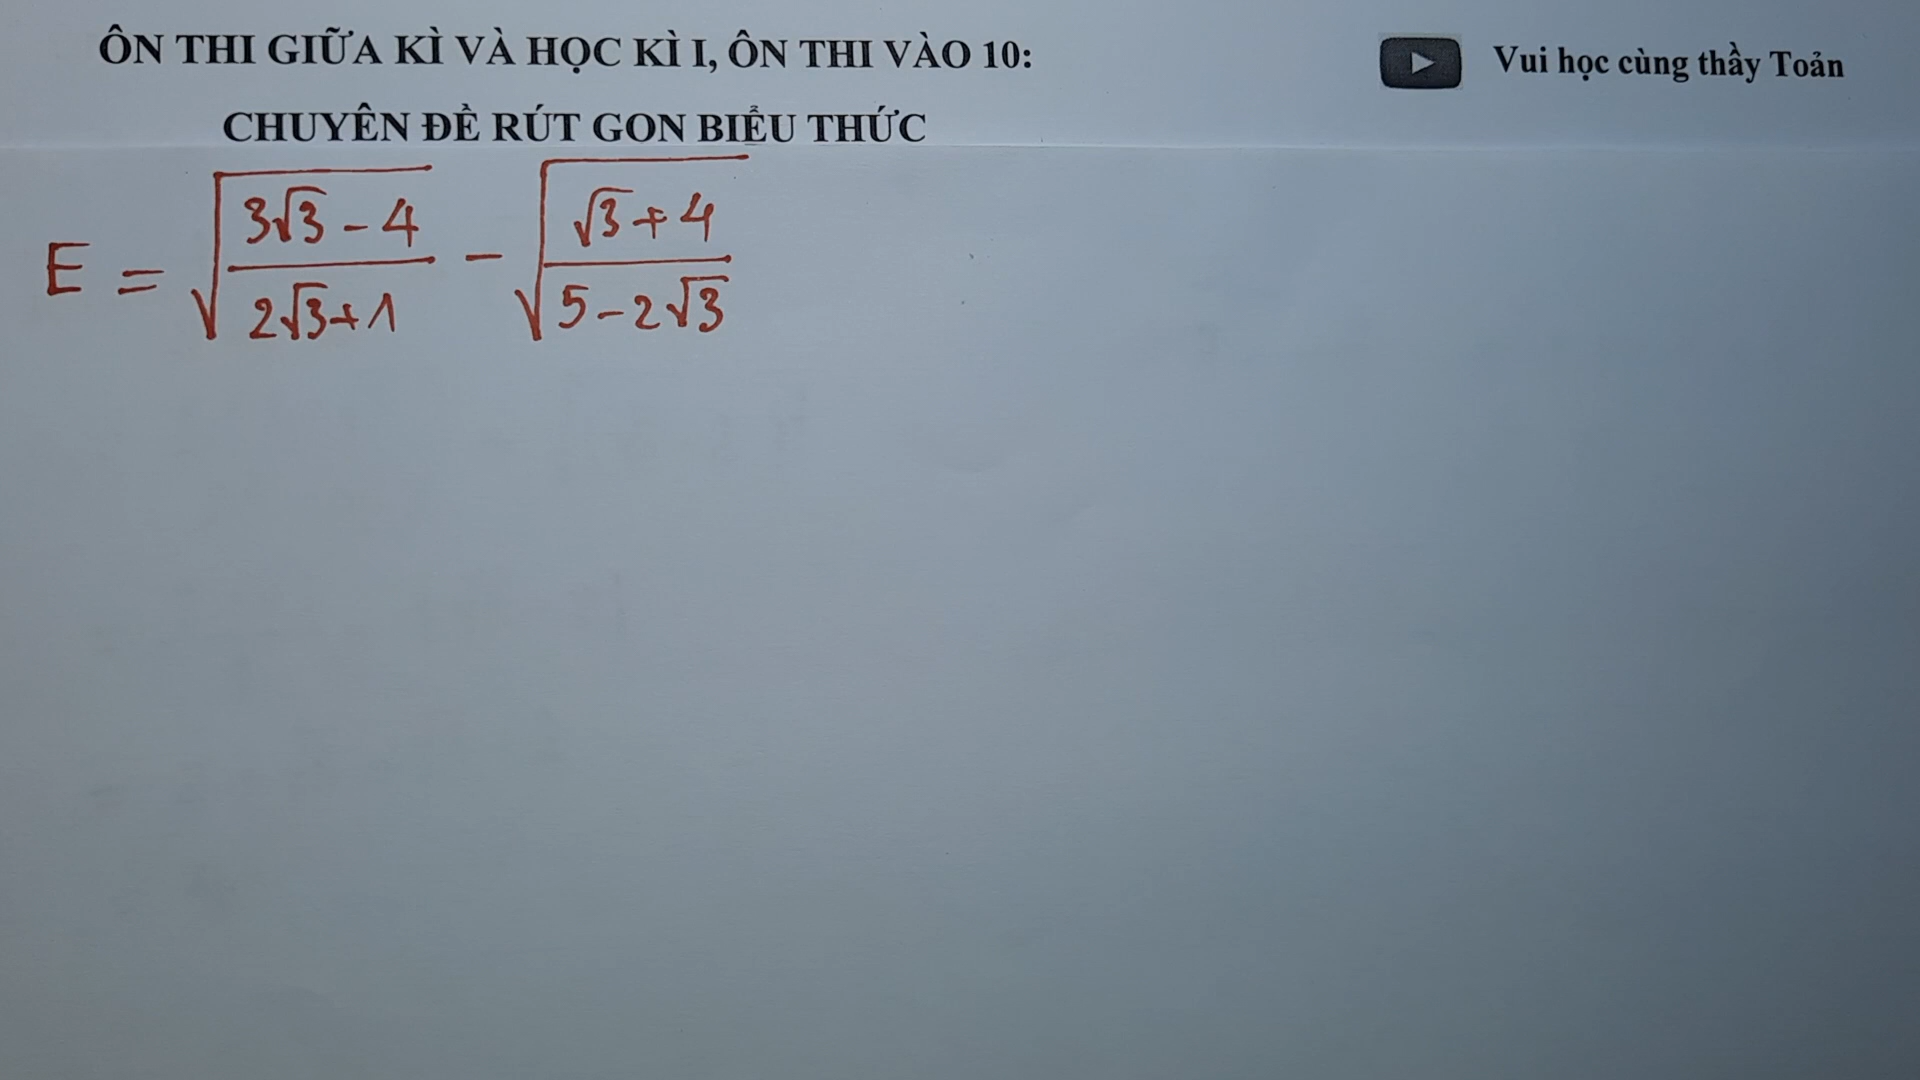 ÔN THI GIỮA KÌ VÀ HỌC KÌ I, ÔN THI VÀO 10:
Vui học cùng thầy Toản
CHUYÊN ĐỀ RÚT GON BIỂU THỨC
E = √((3√3 - 4)/(2√3 + 1)) - √((√3 + 4)/(5 - 2√3))